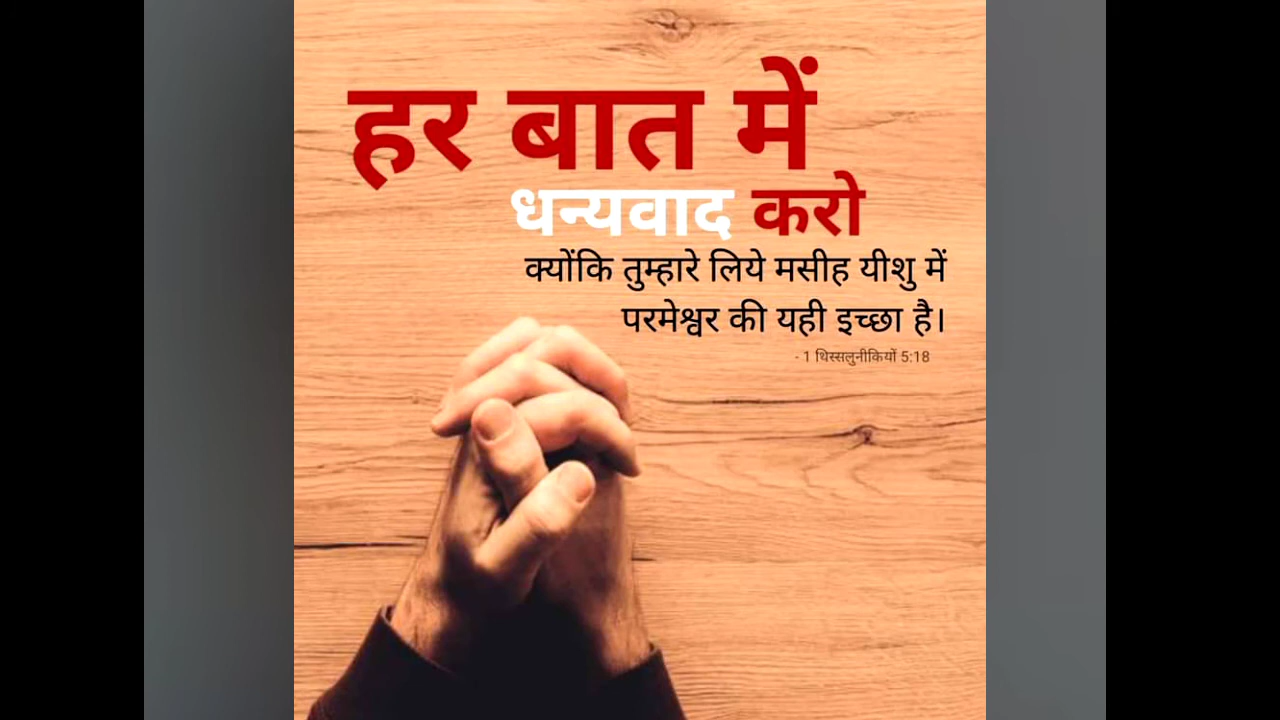 हर बात में
धन्यवाद करो
क्योंकि तुम्हारे लिये मसीह यीशु में
परमेश्वर की यही इच्छा है।
- 1 थिस्सलुनीकियों 5:18